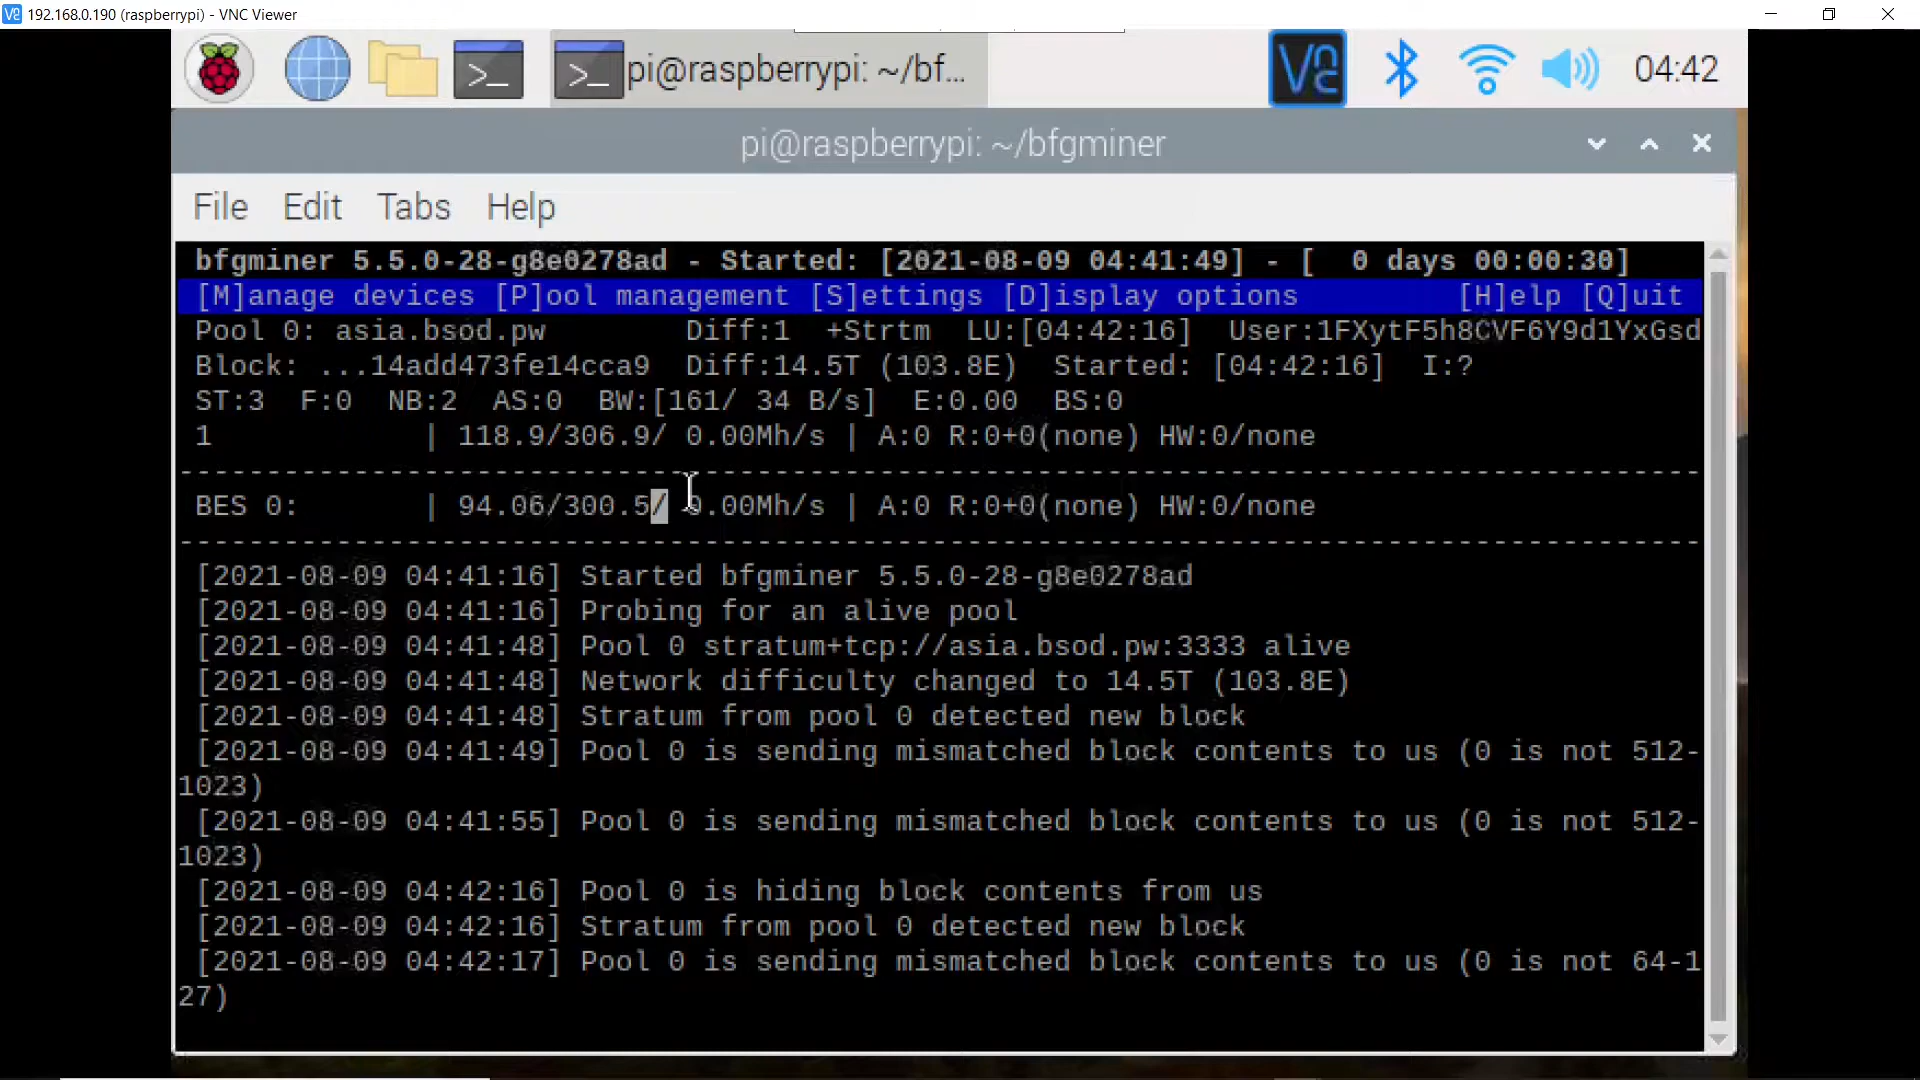 192.168.0.190 (raspberrypi) - VNC Viewer
pi@raspberrypi: ~/bf...
04:42
pi@raspberrypi: ~/bfgminer
File Edit Tabs Help
bfgminer 5.5.0-28-g8e0278ad - Started: [2021-08-09 04:41:49] - [  0 days 00:00:30]
[M]anage devices [P]ool management [S]ettings [D]isplay options [H]elp [Q]uit
Pool 0: asia.bsod.pw Diff:1 +Strtm LU:[04:42:16] User:1FXytF5h8CVF6Y9d1YxGsd
Block: ...14add473fe14cca9 Diff:14.5T (103.8E) Started: [04:42:16] I:?
ST:3 F:0 NB:2 AS:0 BW:[161/ 34 B/s] E:0.00 BS:0
1 | 118.9/306.9/ 0.00Mh/s | A:0 R:0+0(none) HW:0/none
BES 0: | 94.06/300.5/ 0.00Mh/s | A:0 R:0+0(none) HW:0/none
[2021-08-09 04:41:16] Started bfgminer 5.5.0-28-g8e0278ad
[2021-08-09 04:41:16] Probing for an alive pool
[2021-08-09 04:41:48] Pool 0 stratum+tcp://asia.bsod.pw:3333 alive
[2021-08-09 04:41:48] Network difficulty changed to 14.5T (103.8E)
[2021-08-09 04:41:48] Stratum from pool 0 detected new block
[2021-08-09 04:41:49] Pool 0 is sending mismatched block contents to us (0 is not 512-
1023)
[2021-08-09 04:41:55] Pool 0 is sending mismatched block contents to us (0 is not 512-
1023)
[2021-08-09 04:42:16] Pool 0 is hiding block contents from us
[2021-08-09 04:42:16] Stratum from pool 0 detected new block
[2021-08-09 04:42:17] Pool 0 is sending mismatched block contents to us (0 is not 64-1
27)